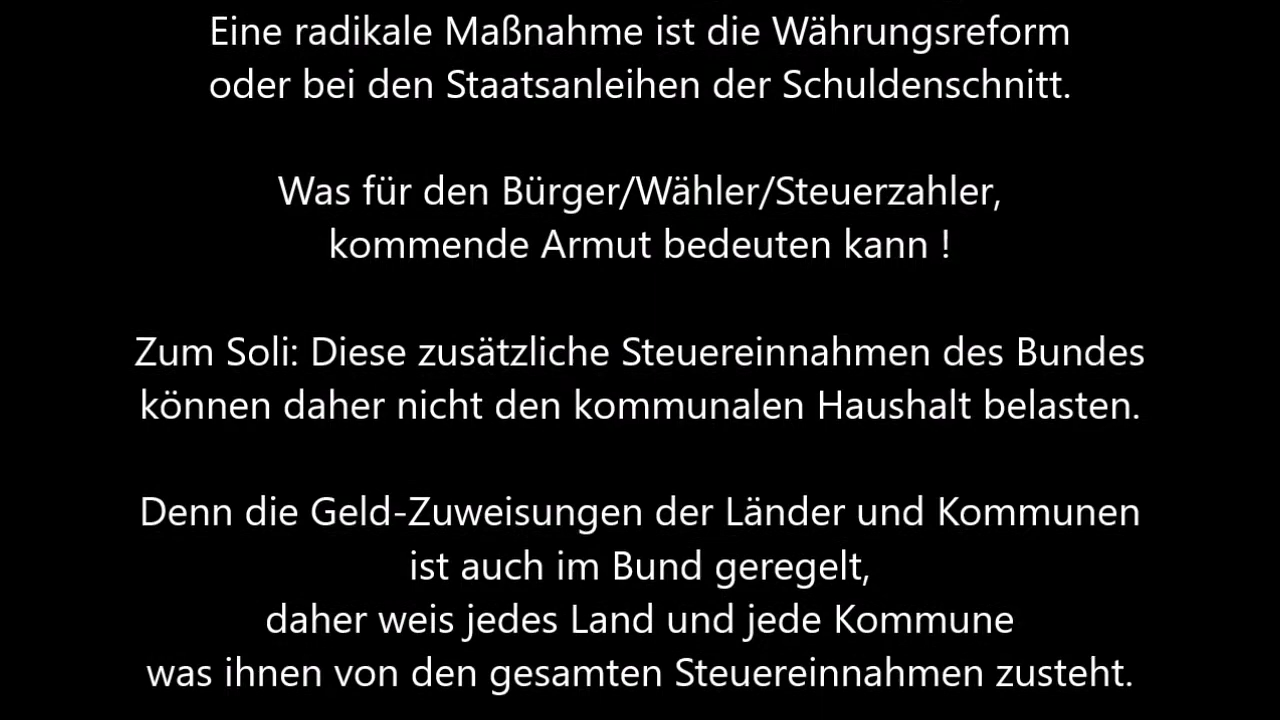 Eine radikale Maßnahme ist die Währungsreform
oder bei den Staatsanleihen der Schuldenschnitt.
Was für den Bürger/Wähler/Steuerzahler,
kommende Armut bedeuten kann !
Zum Soli: Diese zusätzliche Steuereinnahmen des Bundes
können daher nicht den kommunalen Haushalt belasten.
Denn die Geld-Zuweisungen der Länder und Kommunen
ist auch im Bund geregelt,
daher weis jedes Land und jede Kommune
was ihnen von den gesamten Steuereinnahmen zusteht.